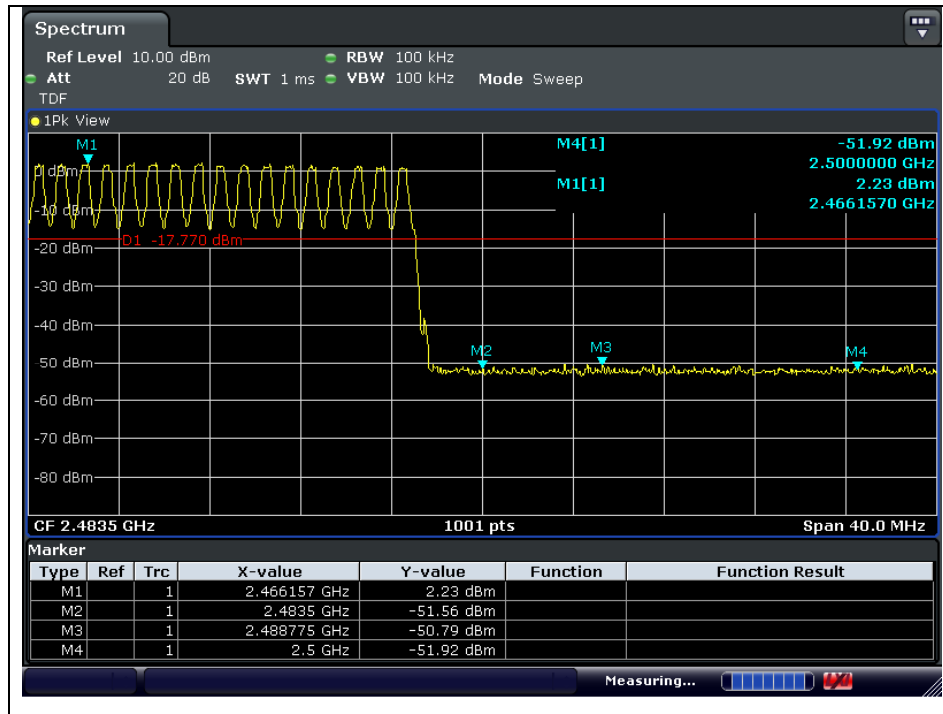 Spectrum
Ref Level 10.00 dBm RBW 100 kHz
Att 20 dB SWT 1 ms VBW 100 kHz Mode Sweep
TDF
1Pk View
M1
M4[1] -51.92 dBm
2.5000000 GHz
0 dBm
M1[1] 2.23 dBm
2.4661570 GHz
-10 dBm
D1 -17.770 dBm
-20 dBm
-30 dBm
-40 dBm
M2 M3 M4
-50 dBm
-60 dBm
-70 dBm
-80 dBm
CF 2.4835 GHz 1001 pts Span 40.0 MHz
Marker
Type Ref Trc X-value Y-value Function Function Result
M1 1 2.466157 GHz 2.23 dBm
M2 1 2.4835 GHz -51.56 dBm
M3 1 2.488775 GHz -50.79 dBm
M4 1 2.5 GHz -51.92 dBm
Measuring...